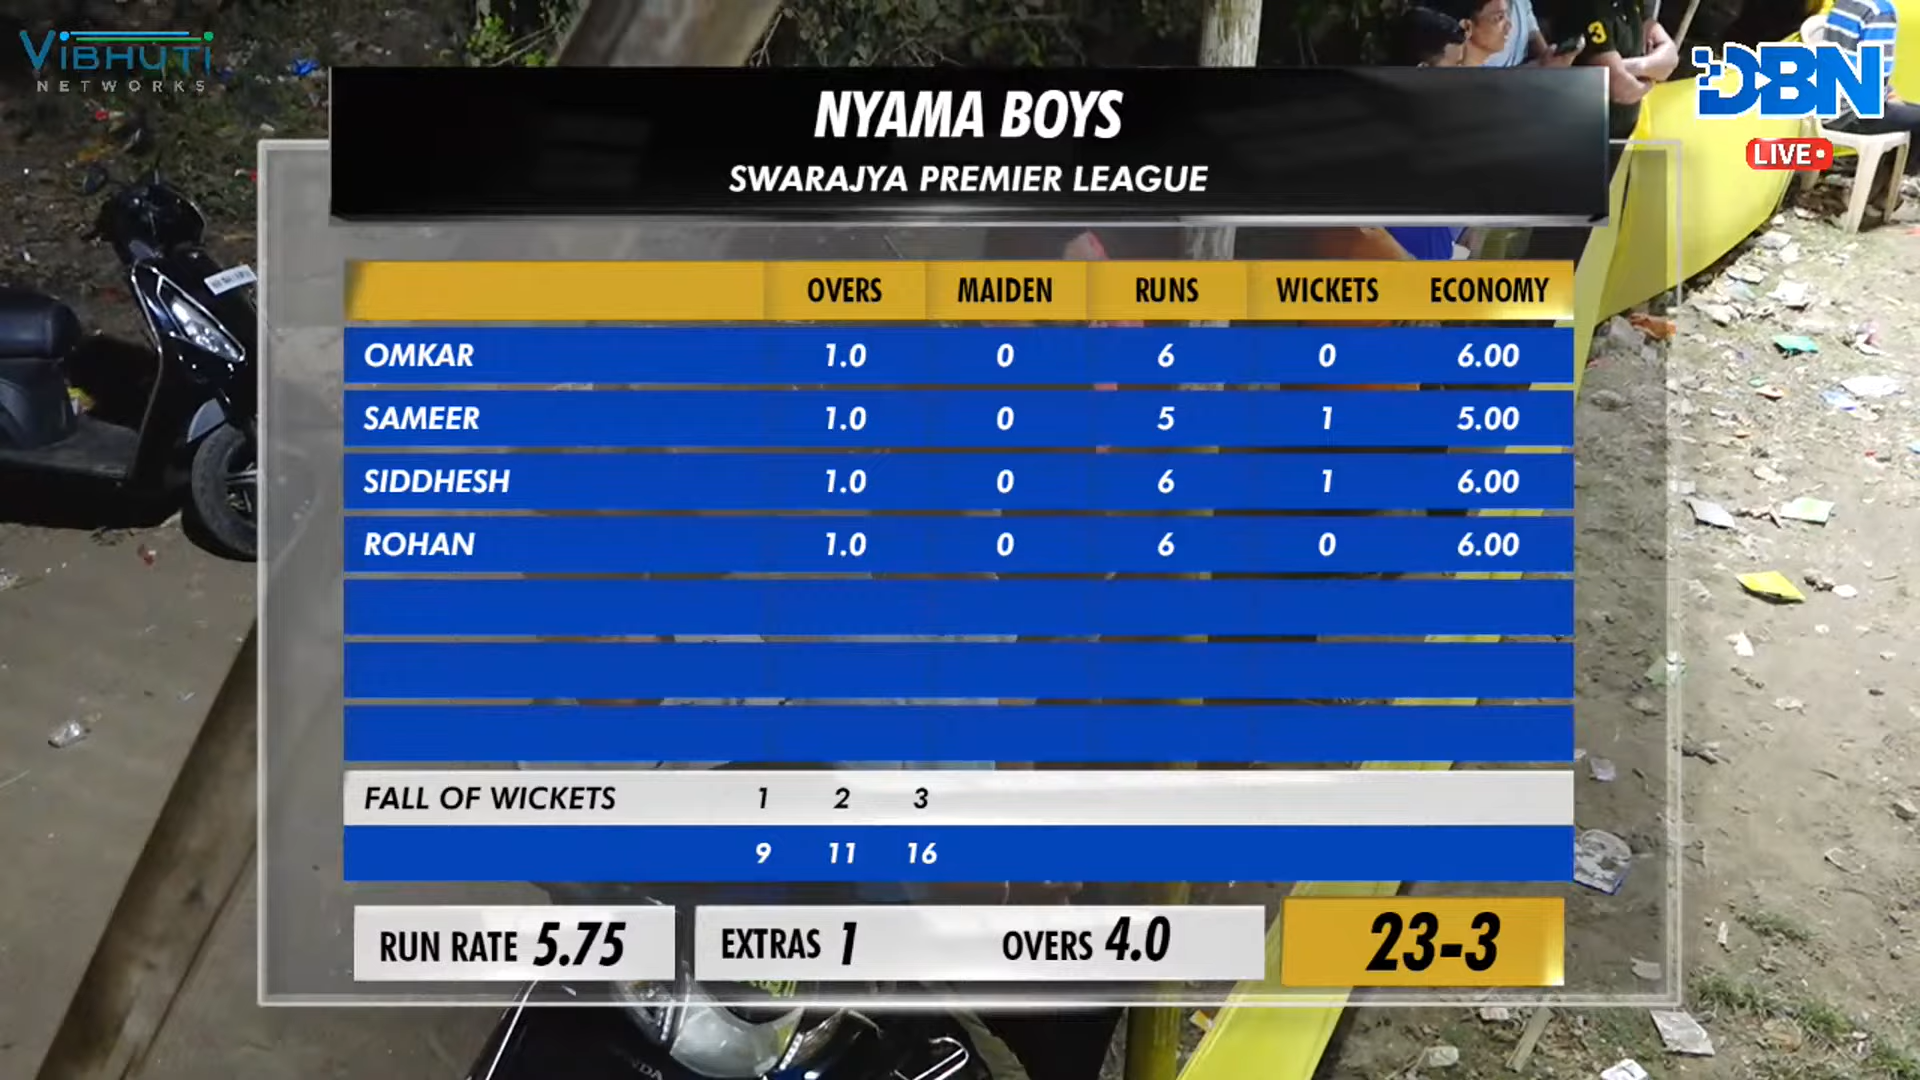 VIBHUTI
NETWORKS
DBN
LIVE
3
NYAMA BOYS
SWARAJYA PREMIER LEAGUE
OVERS MAIDEN RUNS WICKETS ECONOMY
OMKAR 1.0 0 6 0 6.00
SAMEER 1.0 0 5 1 5.00
SIDDHESH 1.0 0 6 1 6.00
ROHAN 1.0 0 6 0 6.00
FALL OF WICKETS 1 2 3
9 11 16
RUN RATE 5.75 EXTRAS 1 OVERS 4.0 23-3